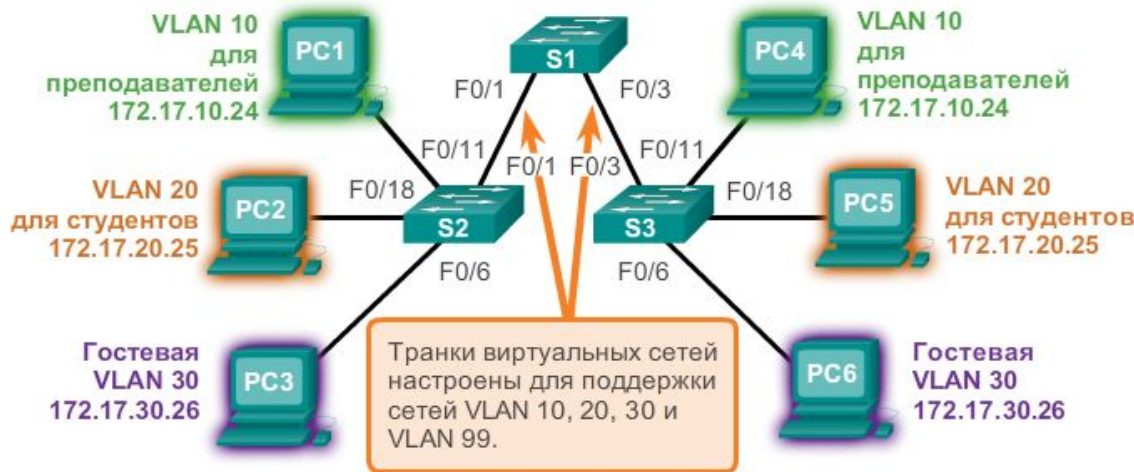 VLAN 10
для
преподавателей
172.17.10.24
PC1
S1
PC4
VLAN 10
для
преподавателей
172.17.10.24
F0/1
F0/3
F0/11
F0/1
F0/3
F0/11
VLAN 20
для студентов
172.17.20.25
PC2
F0/18
S2
S3
F0/18
PC5
VLAN 20
для студентов
172.17.20.25
F0/6
F0/6
Гостевая
VLAN 30
172.17.30.26
PC3
Транки виртуальных сетей
настроены для поддержки
сетей VLAN 10, 20, 30 и
VLAN 99.
PC6
Гостевая
VLAN 30
172.17.30.26